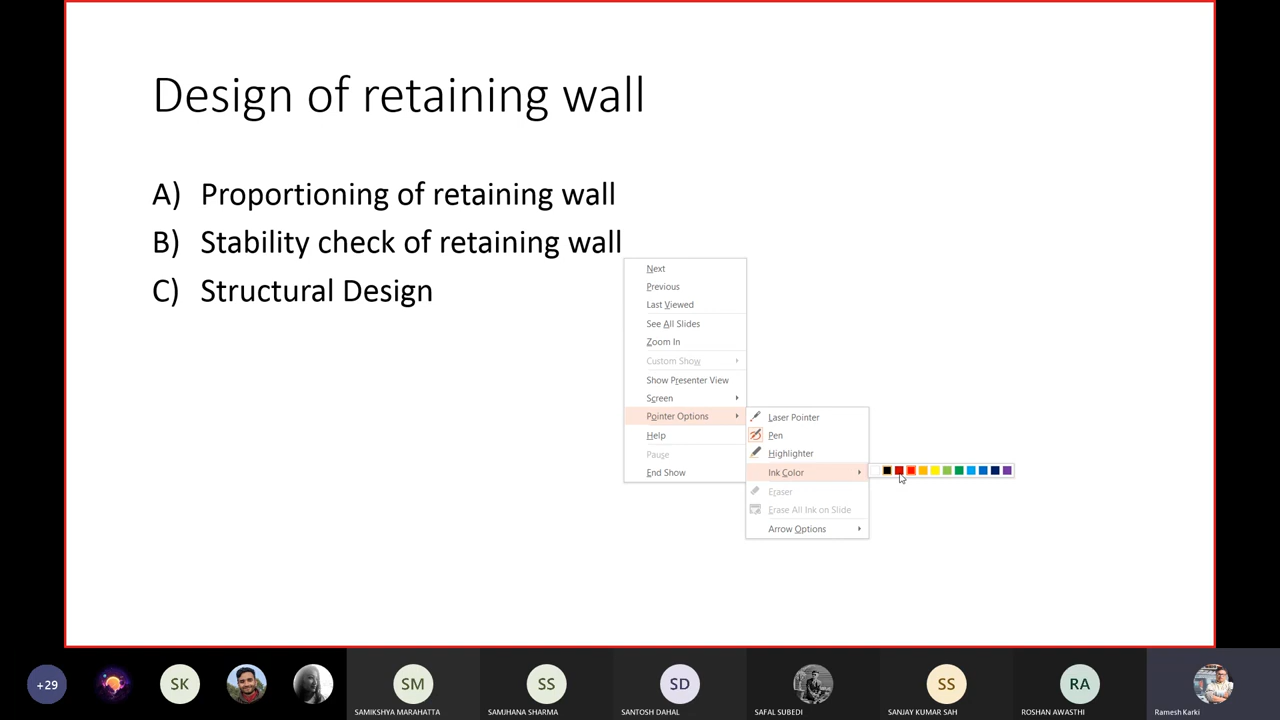 Design of retaining wall
A) Proportioning of retaining wall
B) Stability check of retaining wall
C) Structural Design
Next
Previous
Last Viewed
See All Slides
Zoom In
Custom Show
Show Presenter View
Screen
Pointer Options
Help
Pause
End Show
Laser Pointer
Pen
Highlighter
Ink Color
Eraser
Erase All Ink on Slide
Arrow Options
+29
SK
SM
SAMIKSHYA MARAHATTA
SS
SAMJHANA SHARMA
SD
SANTOSH DAHAL
SAFAL SUBEDI
SS
SANJAY KUMAR SAH
RA
ROSHAN AWASTHI
Ramesh Karki